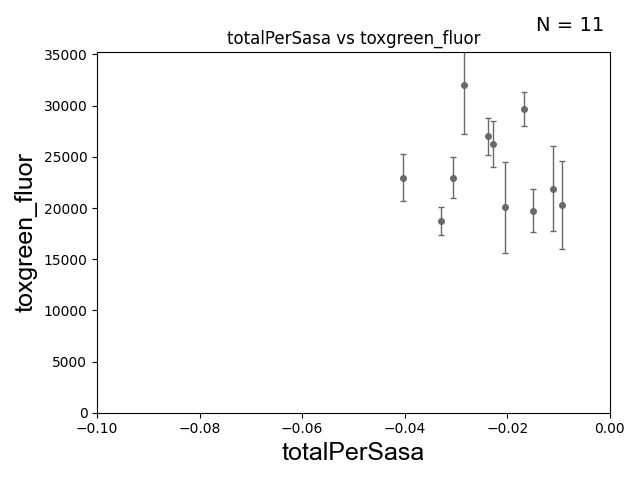 N = 11
totalPerSasa vs toxgreen_fluor
toxgreen_fluor
35000
30000
25000
20000
15000
10000
5000
0
−0.10 −0.08 −0.06 −0.04 −0.02 0.00
totalPerSasa